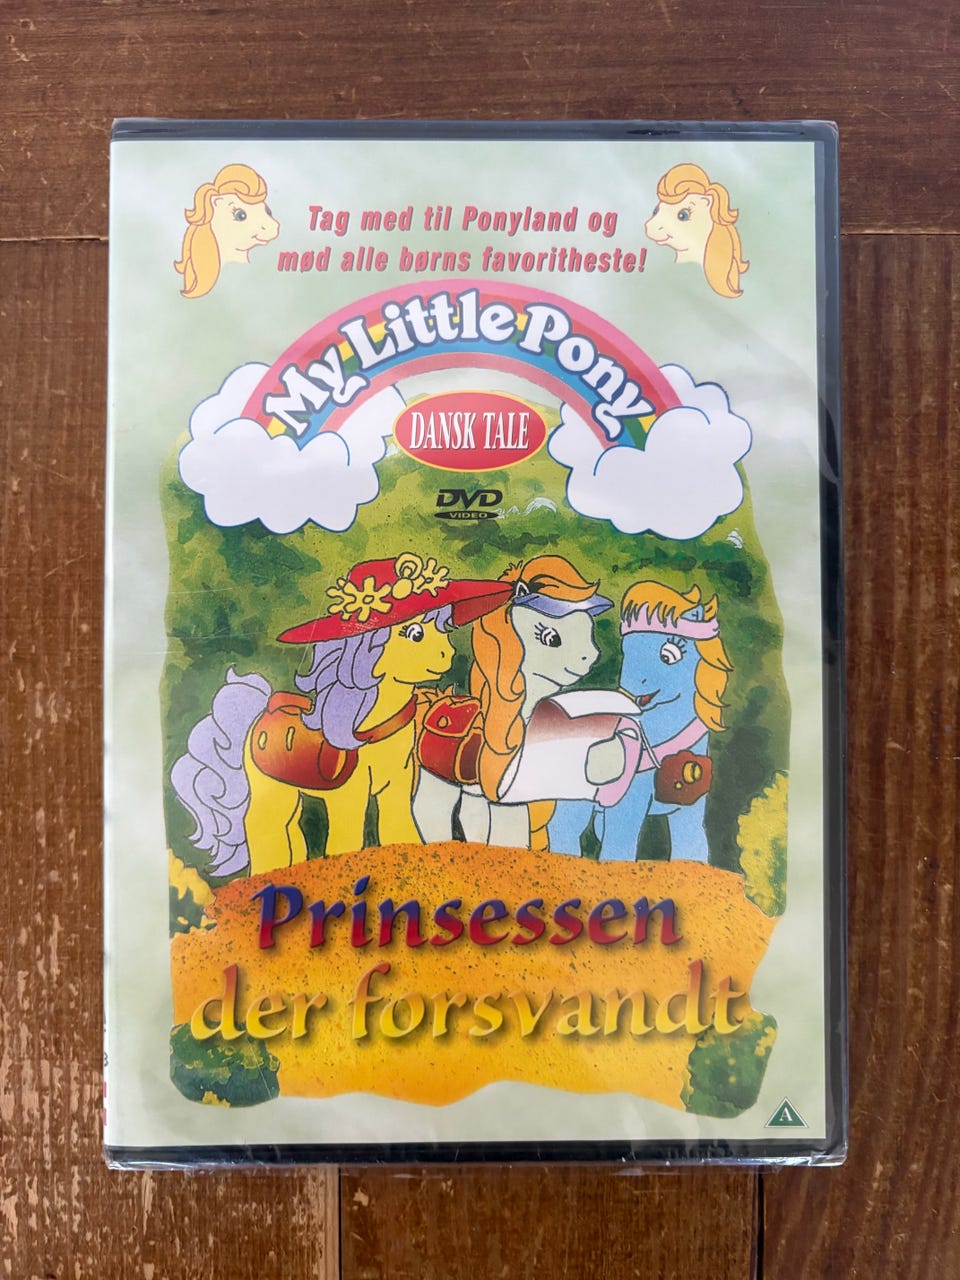 Tag med til Ponyland og
mød alle børns favoritheste!
My Little Pony
DANSK TALE
DVD
VIDEO
Prinsessen
der forsvandt
A